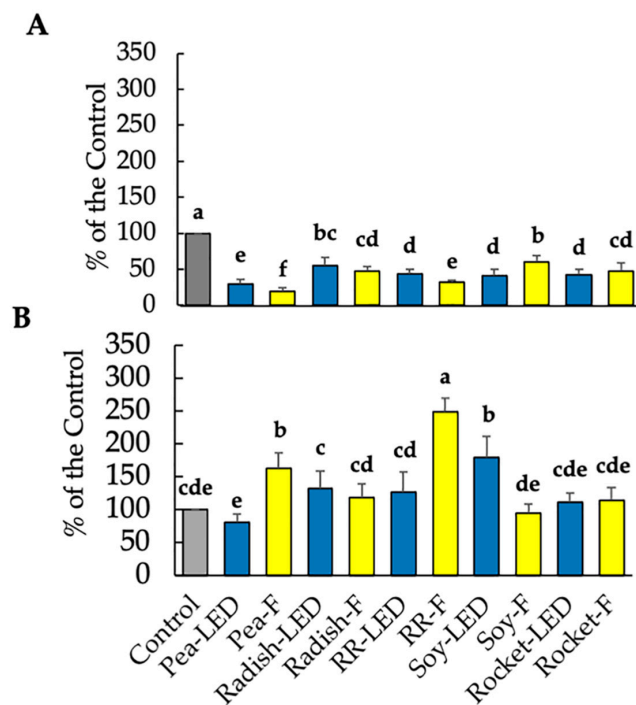 A
350
300
250
200
150
100
50
0
% of the Control
a
e
f
bc
cd
d
e
d
b
d
cd
B
350
300
250
200
150
100
50
0
% of the Control
cde
e
b
c
cd
cd
a
b
de
cde
cde
Control
Pea-LED
Pea-F
Radish-LED
Radish-F
RR-LED
RR-F
Soy-LED
Soy-F
Rocket-LED
Rocket-F